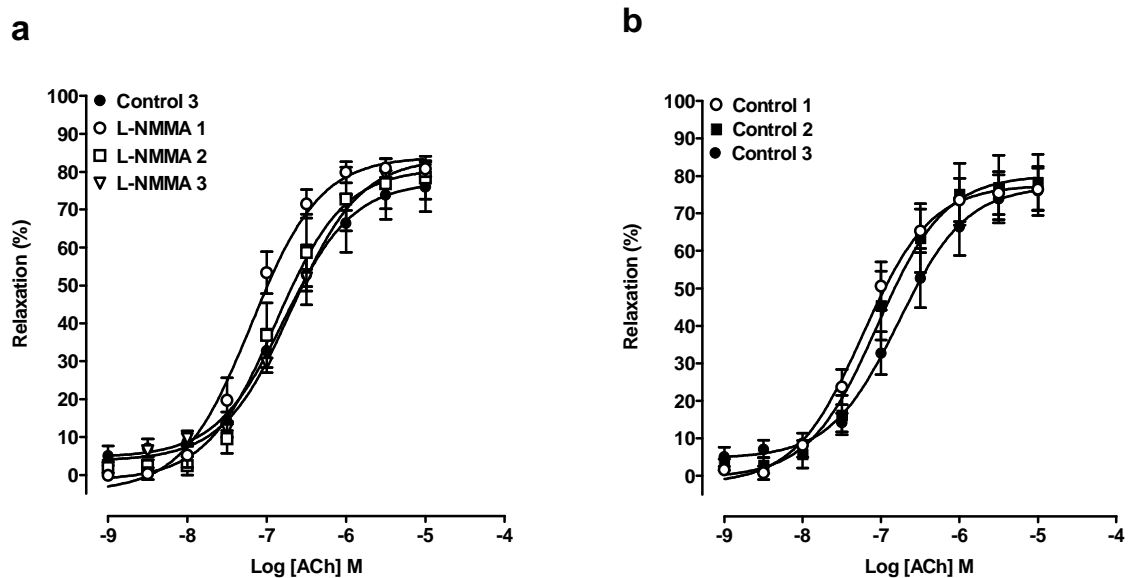 a
Control 3
L-NMMA 1
L-NMMA 2
L-NMMA 3
100
90
80
70
60
50
40
30
20
10
0
Relaxation (%)
-9 -8 -7 -6 -5 -4
Log [ACh] M
b
Control 1
Control 2
Control 3
100
90
80
70
60
50
40
30
20
10
0
Relaxation (%)
-9 -8 -7 -6 -5 -4
Log [ACh] M